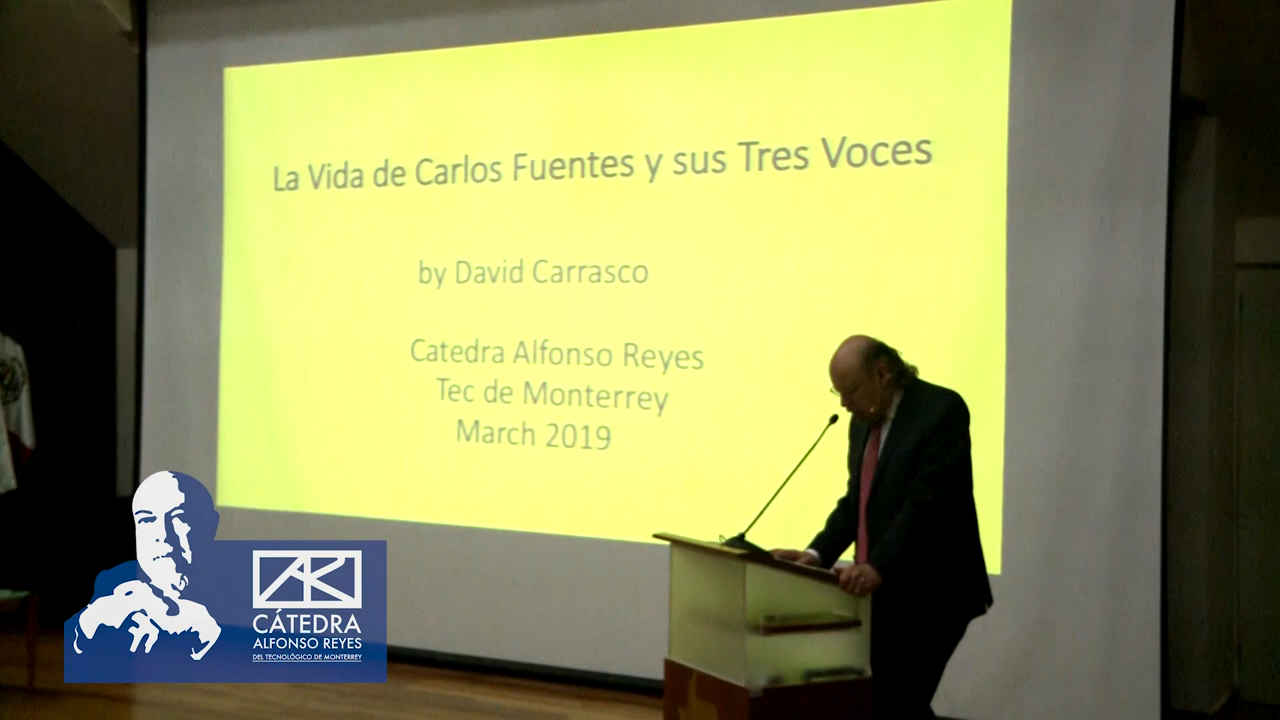 La Vida de Carlos Fuentes y sus Tres Voces
by David Carrasco
Catedra Alfonso Reyes
Tec de Monterrey
March 2019
CÁTEDRA
ALFONSO REYES
DEL TECNOLÓGICO DE MONTERREY